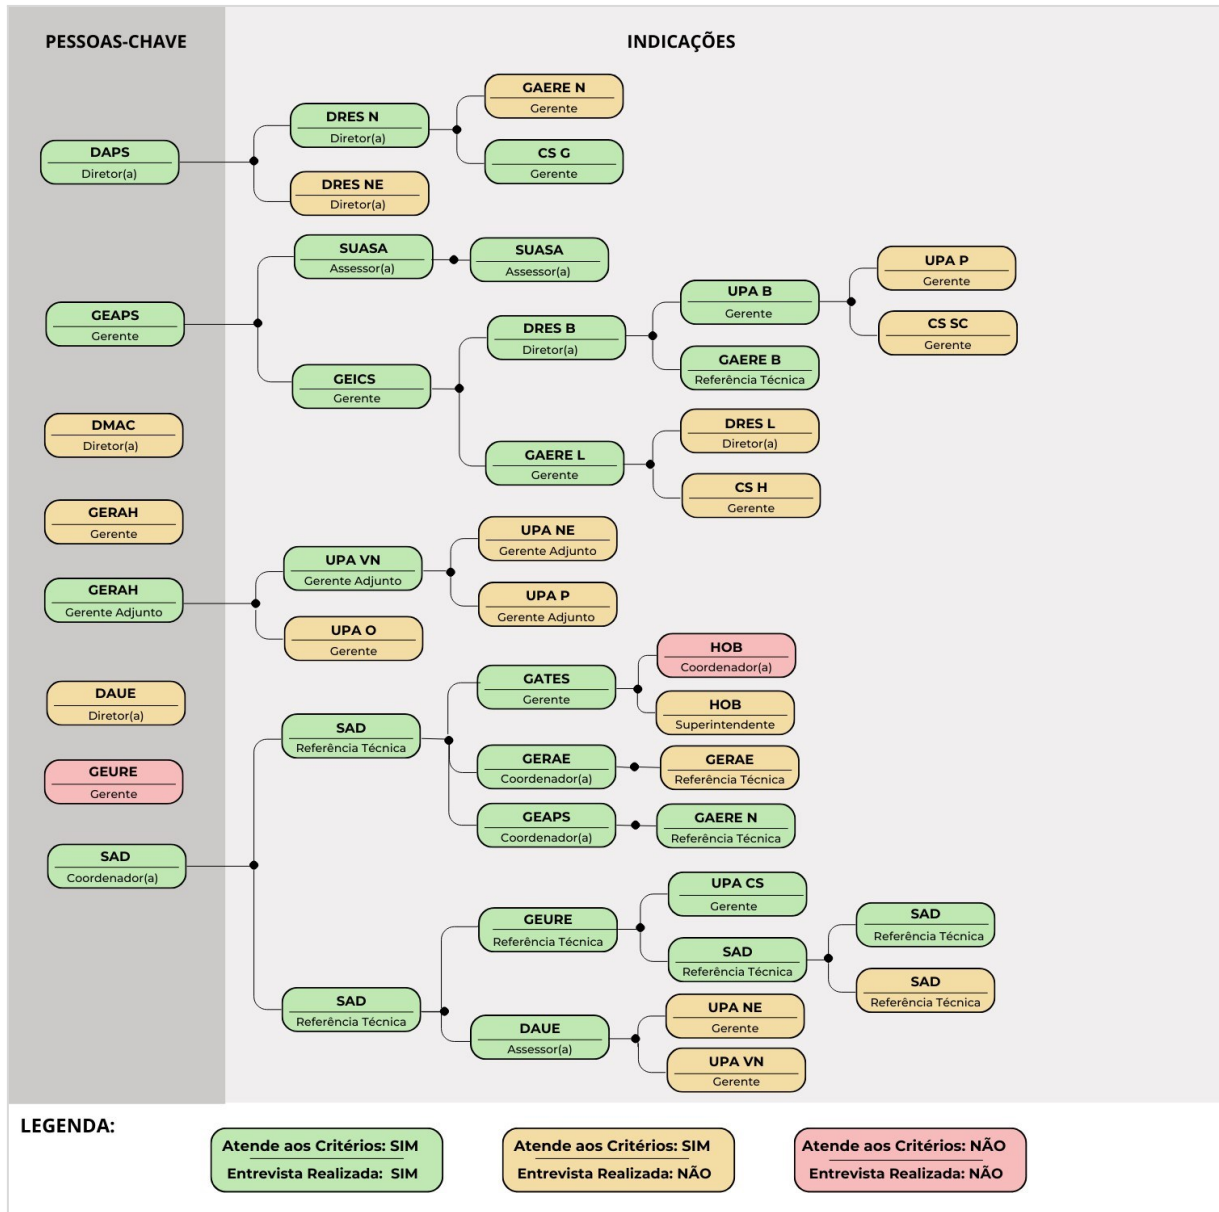 PESSOAS-CHAVE
INDICAÇÕES
DAPS
Diretor(a)
DRES N
Diretor(a)
GAERE N
Gerente
CS G
Gerente
DRES NE
Diretor(a)
GEAPS
Gerente
SUASA
Assessor(a)
SUASA
Assessor(a)
GEICS
Gerente
DRES B
Diretor(a)
UPA B
Gerente
UPA P
Gerente
CS SC
Gerente
GAERE B
Referência Técnica
GAERE L
Gerente
DRES L
Diretor(a)
CS H
Gerente
DMAC
Diretor(a)
GERAH
Gerente
GERAH
Gerente Adjunto
UPA VN
Gerente Adjunto
UPA NE
Gerente Adjunto
UPA P
Gerente Adjunto
UPA O
Gerente
DAUE
Diretor(a)
GEURE
Gerente
SAD
Coordenador(a)
SAD
Referência Técnica
GATES
Gerente
HOB
Coordenador(a)
HOB
Superintendente
GERAE
Coordenador(a)
GERAE
Referência Técnica
GEAPS
Coordenador(a)
GAERE N
Referência Técnica
SAD
Referência Técnica
GEURE
Referência Técnica
UPA CS
Gerente
SAD
Referência Técnica
SAD
Referência Técnica
SAD
Referência Técnica
DAUE
Assessor(a)
UPA NE
Gerente
UPA VN
Gerente
LEGENDA:
Atende aos Critérios: SIM
Entrevista Realizada: SIM
Atende aos Critérios: SIM
Entrevista Realizada: NÃO
Atende aos Critérios: NÃO
Entrevista Realizada: NÃO